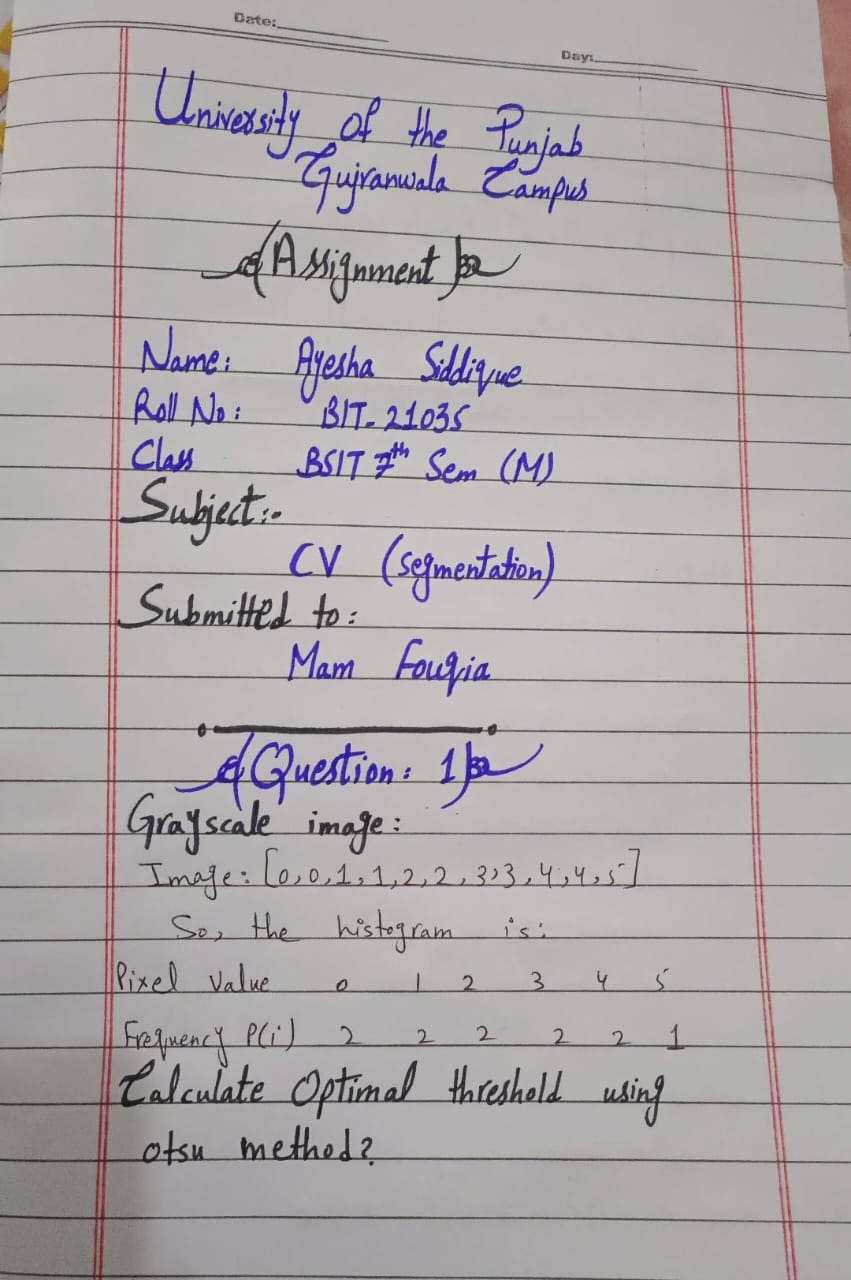 Date:
Day:
University of the Punjab
Gujranwala Campus
Assignment
Name: Ayesha Siddique
Roll No: BIT-21035
Class BSIT 7th Sem (M)
Subject:-
CV (segmentation)
Submitted to:
Mam Fouqia
Question: 1
Grayscale image:
Image: [0,0,1,1,2,2,3,3,4,4,5]
So, the histogram is:
Pixel Value 0 1 2 3 4 5
Frequency P(i) 2 2 2 2 2 1
Calculate Optimal threshold using
otsu method?